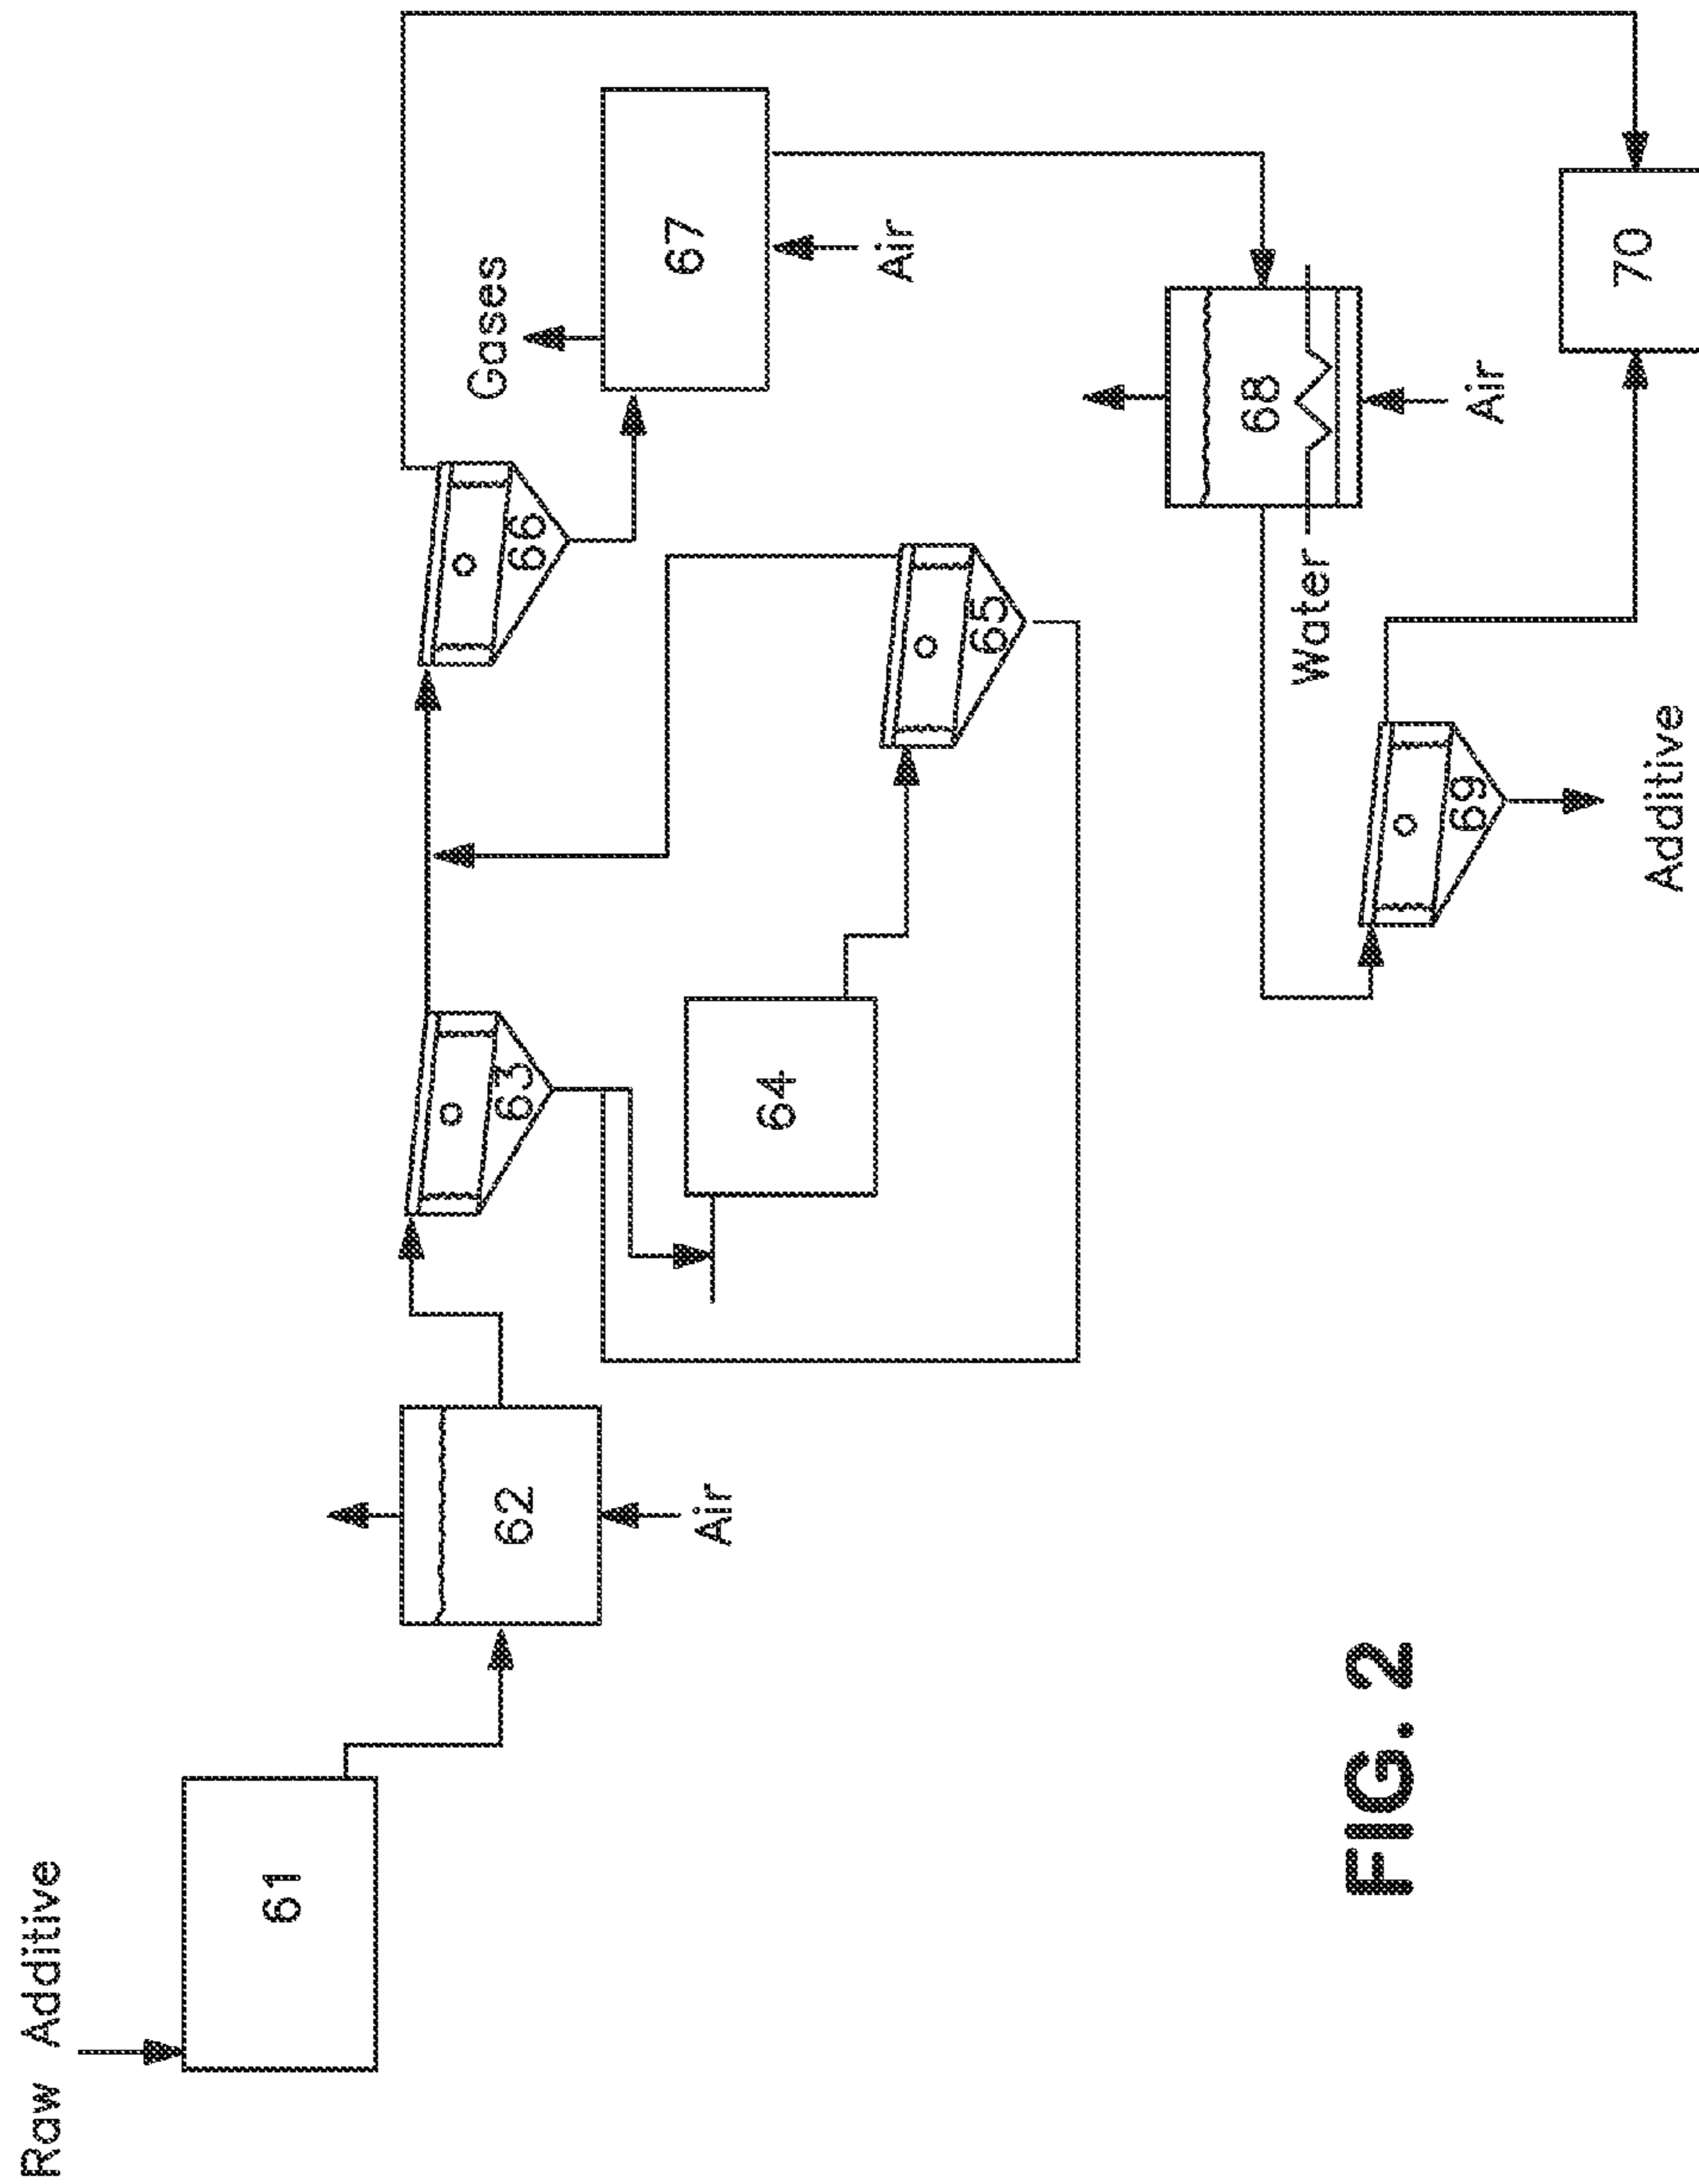 Raw Additive
61
62
Air
63
64
65
66
Gases
67
Air
68
Water
Air
69
Additive
70
FIG. 2